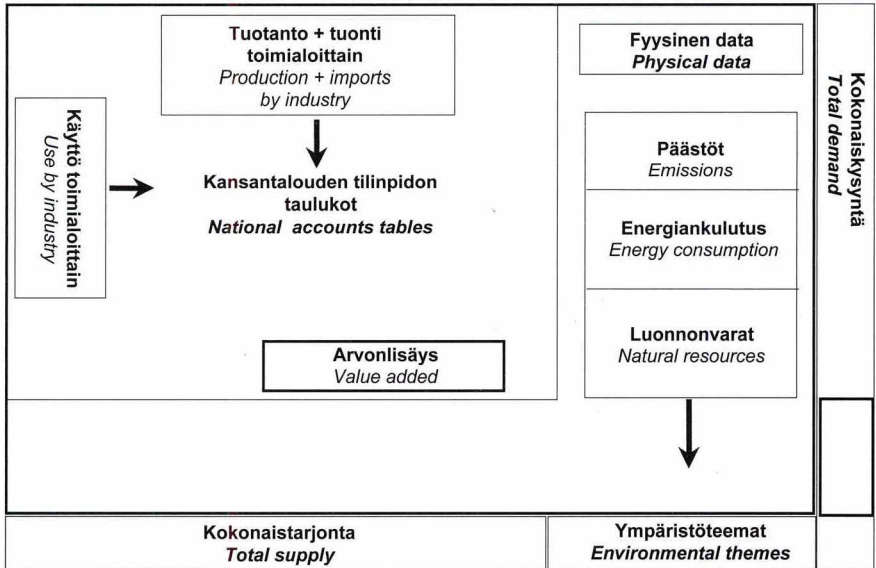 Tuotanto + tuonti
toimialoittain
Production + imports
by industry
Fyysinen data
Physical data
Kokonaiskysyntä
Total demand
Käyttö toimialoittain
Use by industry
Kansantalouden tilinpidon
taulukot
National accounts tables
Päästöt
Emissions
Energiankulutus
Energy consumption
Luonnonvarat
Natural resources
Arvonlisäys
Value added
Kokonaistarjonta
Total supply
Ympäristöteemat
Environmental themes